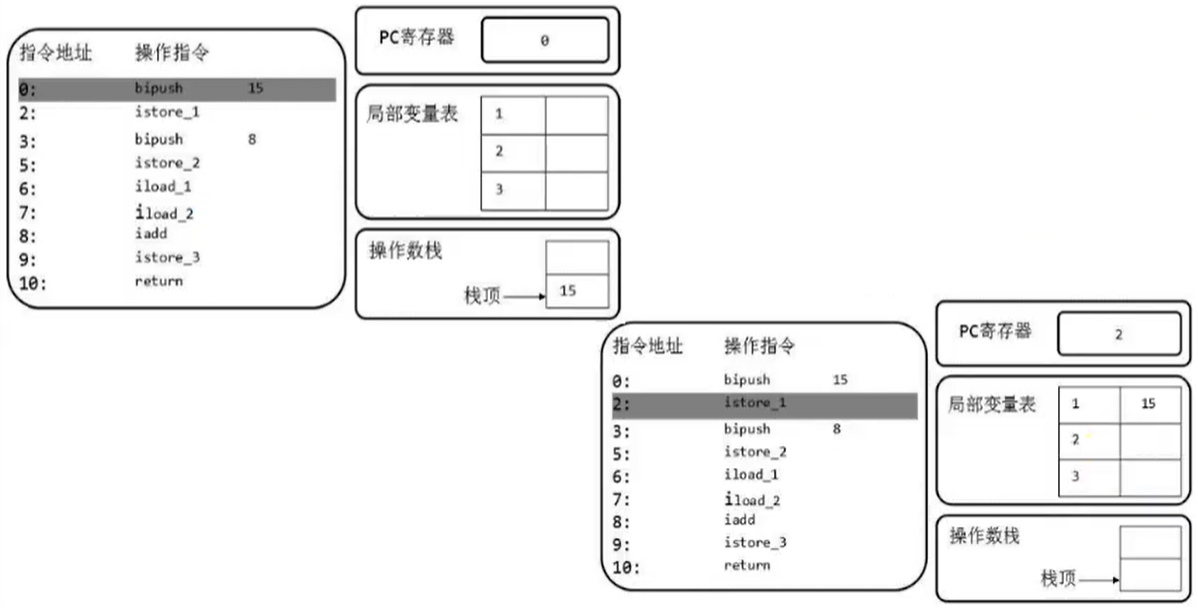 指令地址 操作指令
0: bipush 15
2: istore_1
3: bipush 8
5: istore_2
6: iload_1
7: iload_2
8: iadd
9: istore_3
10: return
PC寄存器 0
局部变量表 1
2
3
操作数栈
栈顶 15
指令地址 操作指令
0: bipush 15
2: istore_1
3: bipush 8
5: istore_2
6: iload_1
7: iload_2
8: iadd
9: istore_3
10: return
PC寄存器 2
局部变量表 1 15
2
3
操作数栈
栈顶